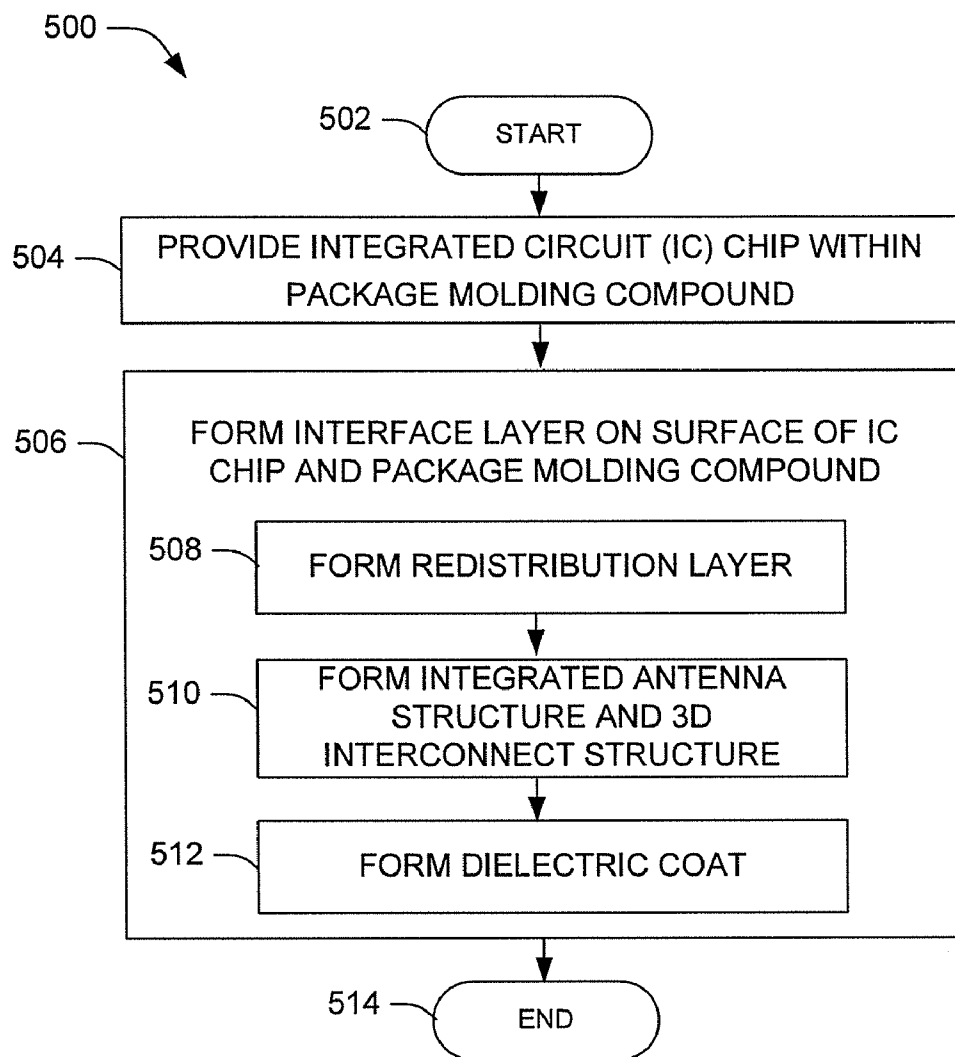 500
502
START
504
PROVIDE INTEGRATED CIRCUIT (IC) CHIP WITHIN
PACKAGE MOLDING COMPOUND
506
FORM INTERFACE LAYER ON SURFACE OF IC
CHIP AND PACKAGE MOLDING COMPOUND
508
FORM REDISTRIBUTION LAYER
510
FORM INTEGRATED ANTENNA
STRUCTURE AND 3D
INTERCONNECT STRUCTURE
512
FORM DIELECTRIC COAT
514
END